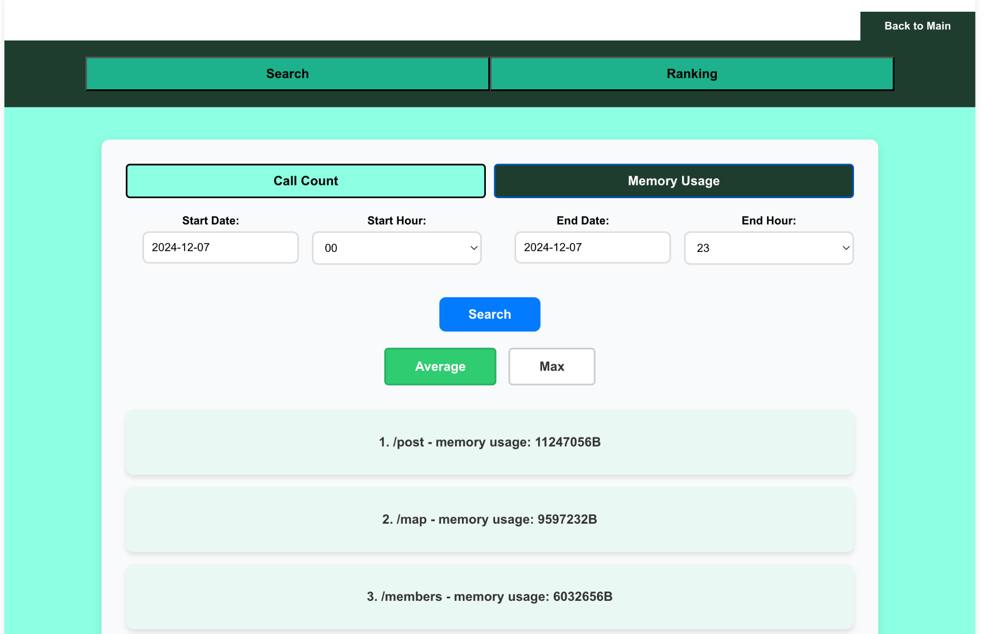 Back to Main
Search Ranking
Call Count Memory Usage
Start Date: Start Hour: End Date: End Hour:
2024-12-07 00 2024-12-07 23
Search
Average Max
1. /post - memory usage: 11247056B
2. /map - memory usage: 9597232B
3. /members - memory usage: 6032656B